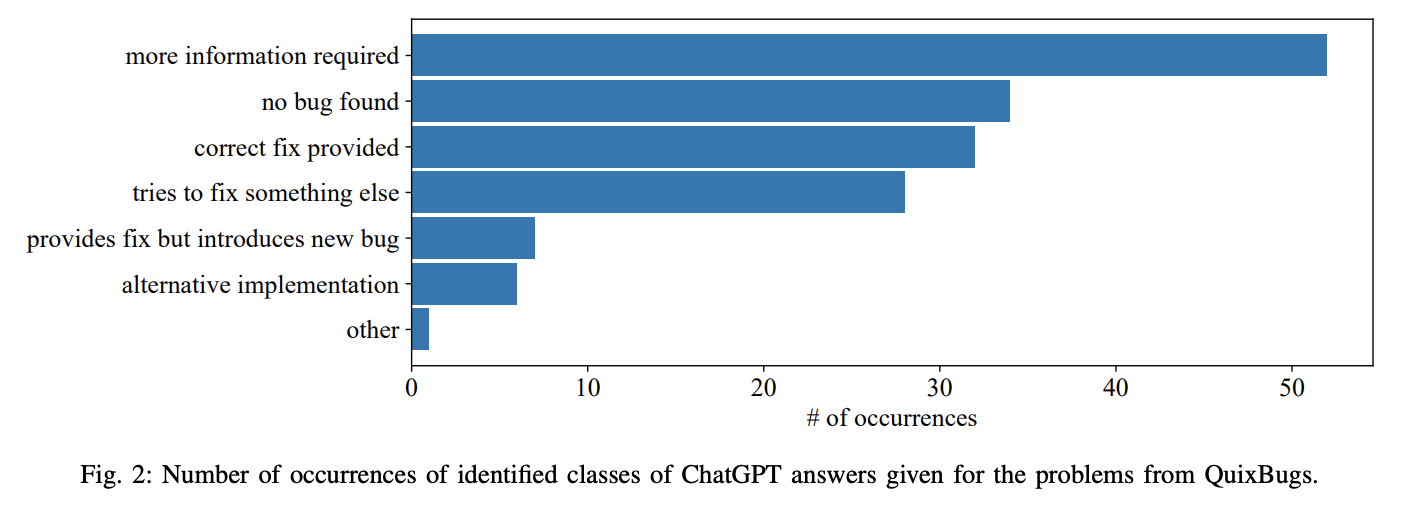 more information required
no bug found
correct fix provided
tries to fix something else
provides fix but introduces new bug
alternative implementation
other
0 10 20 30 40 50
# of occurrences
Fig. 2: Number of occurrences of identified classes of ChatGPT answers given for the problems from QuixBugs.